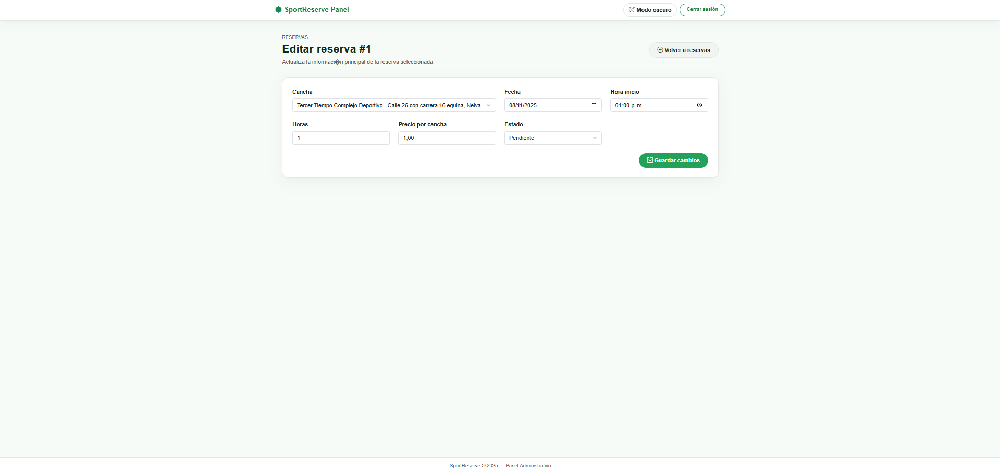 SportReserve Panel
Modo oscuro
Cerrar sesión
RESERVAS
Editar reserva #1
Volver a reservas
Actualiza la informaci�n principal de la reserva seleccionada.
Cancha
Fecha
Hora inicio
Tercer Tiempo Complejo Deportivo - Calle 26 con carrera 16 equina, Neiva,
08/11/2025
01:00 p. m.
Horas
Precio por cancha
Estado
1
1,00
Pendiente
Guardar cambios
SportReserve © 2025 — Panel Administrativo